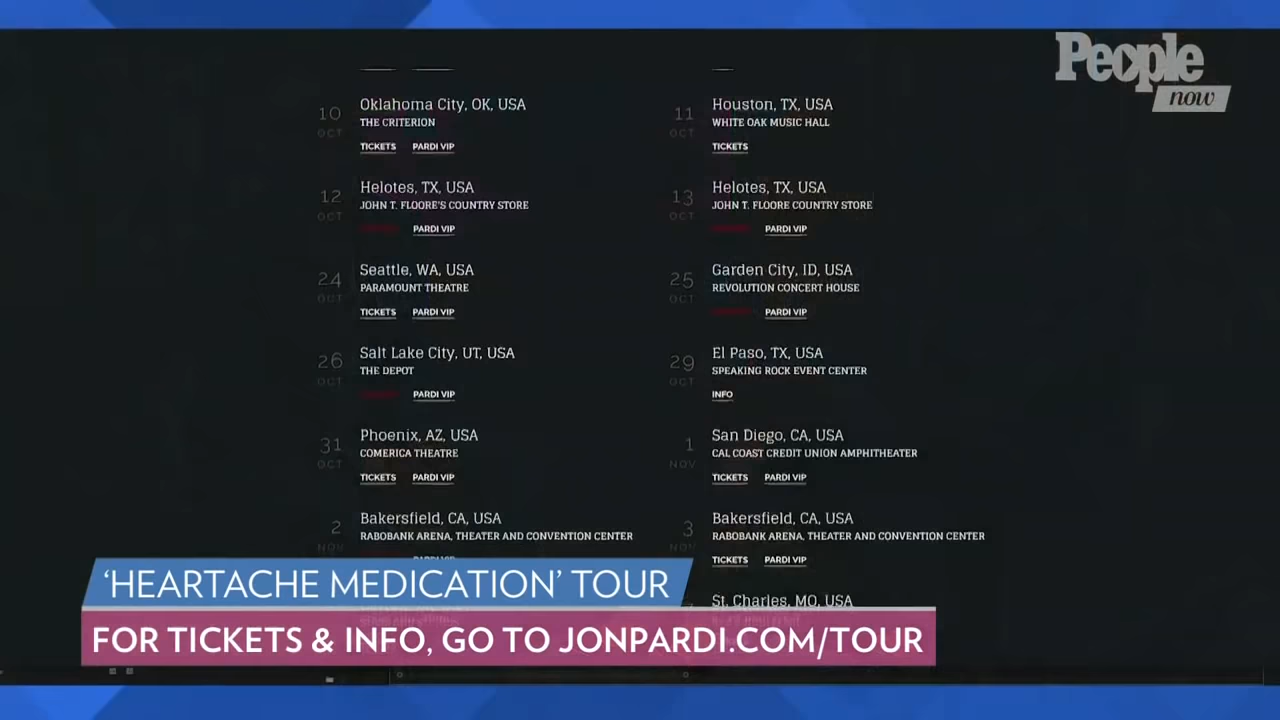 People
now
10
OCT
Oklahoma City, OK, USA
THE CRITERION
TICKETS PARDI VIP
11
OCT
Houston, TX, USA
WHITE OAK MUSIC HALL
TICKETS
12
OCT
Helotes, TX, USA
JOHN T. FLOORE'S COUNTRY STORE
PARDI VIP
13
OCT
Helotes, TX, USA
JOHN T. FLOORE COUNTRY STORE
PARDI VIP
24
OCT
Seattle, WA, USA
PARAMOUNT THEATRE
TICKETS PARDI VIP
25
OCT
Garden City, ID, USA
REVOLUTION CONCERT HOUSE
PARDI VIP
26
OCT
Salt Lake City, UT, USA
THE DEPOT
PARDI VIP
29
OCT
El Paso, TX, USA
SPEAKING ROCK EVENT CENTER
INFO
31
OCT
Phoenix, AZ, USA
COMERICA THEATRE
TICKETS PARDI VIP
1
NOV
San Diego, CA, USA
CAL COAST CREDIT UNION AMPHITHEATER
TICKETS PARDI VIP
2
NOV
Bakersfield, CA, USA
RABOBANK ARENA, THEATER AND CONVENTION CENTER
3
NOV
Bakersfield, CA, USA
RABOBANK ARENA, THEATER AND CONVENTION CENTER
TICKETS PARDI VIP
St. Charles, MO, USA
‘HEARTACHE MEDICATION’ TOUR
FOR TICKETS & INFO, GO TO JONPARDI.COM/TOUR